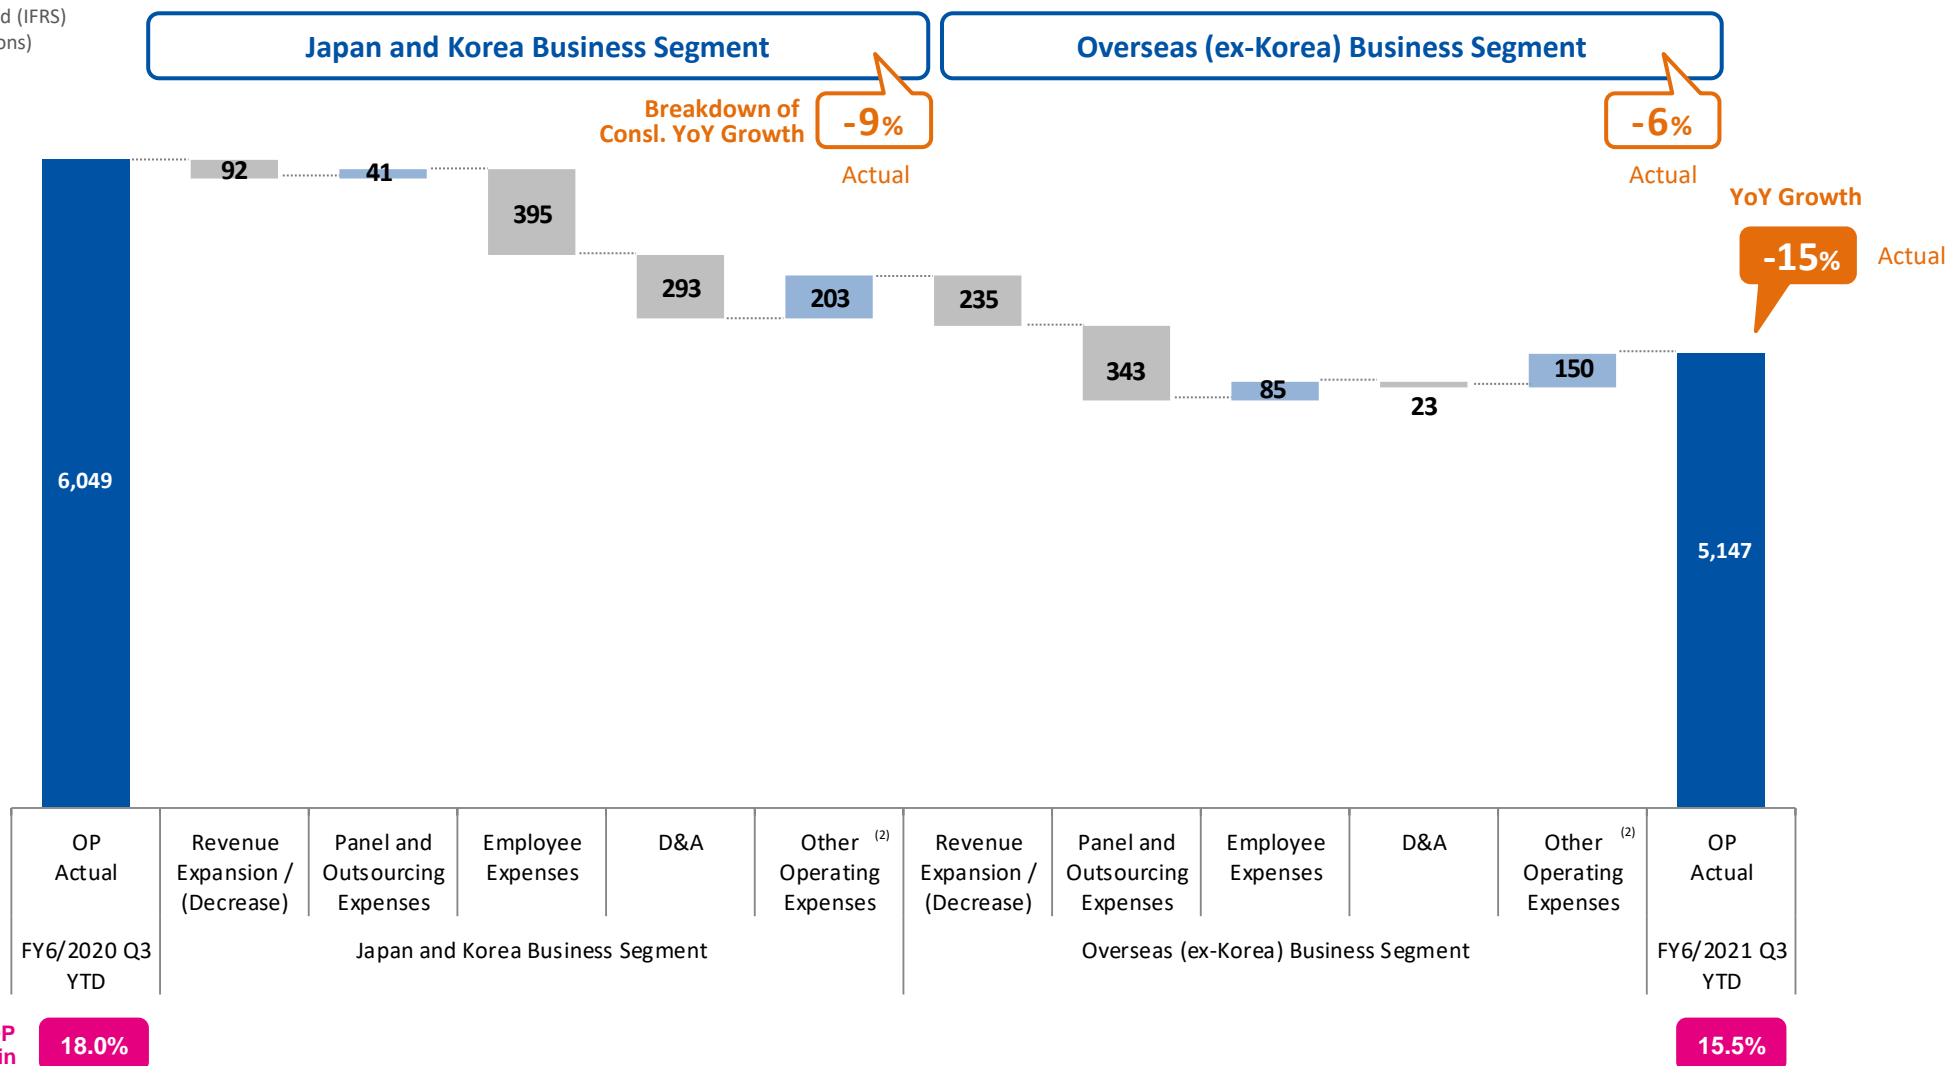 (IFRS)
Japan and Korea Business Segment
Overseas (ex-Korea) Business Segment
Breakdown of
Consl. YoY Growth
-9%
Actual
-6%
Actual
YoY Growth
-15%
Actual
92
41
395
293
203
235
343
85
23
150
6,049
5,147
OP
Actual
Revenue
Expansion /
(Decrease)
Panel and
Outsourcing
Expenses
Employee
Expenses
D&A
Other (2)
Operating
Expenses
Revenue
Expansion /
(Decrease)
Panel and
Outsourcing
Expenses
Employee
Expenses
D&A
Other (2)
Operating
Expenses
OP
Actual
FY6/2020 Q3
YTD
Japan and Korea Business Segment
Overseas (ex-Korea) Business Segment
FY6/2021 Q3
YTD
18.0%
15.5%